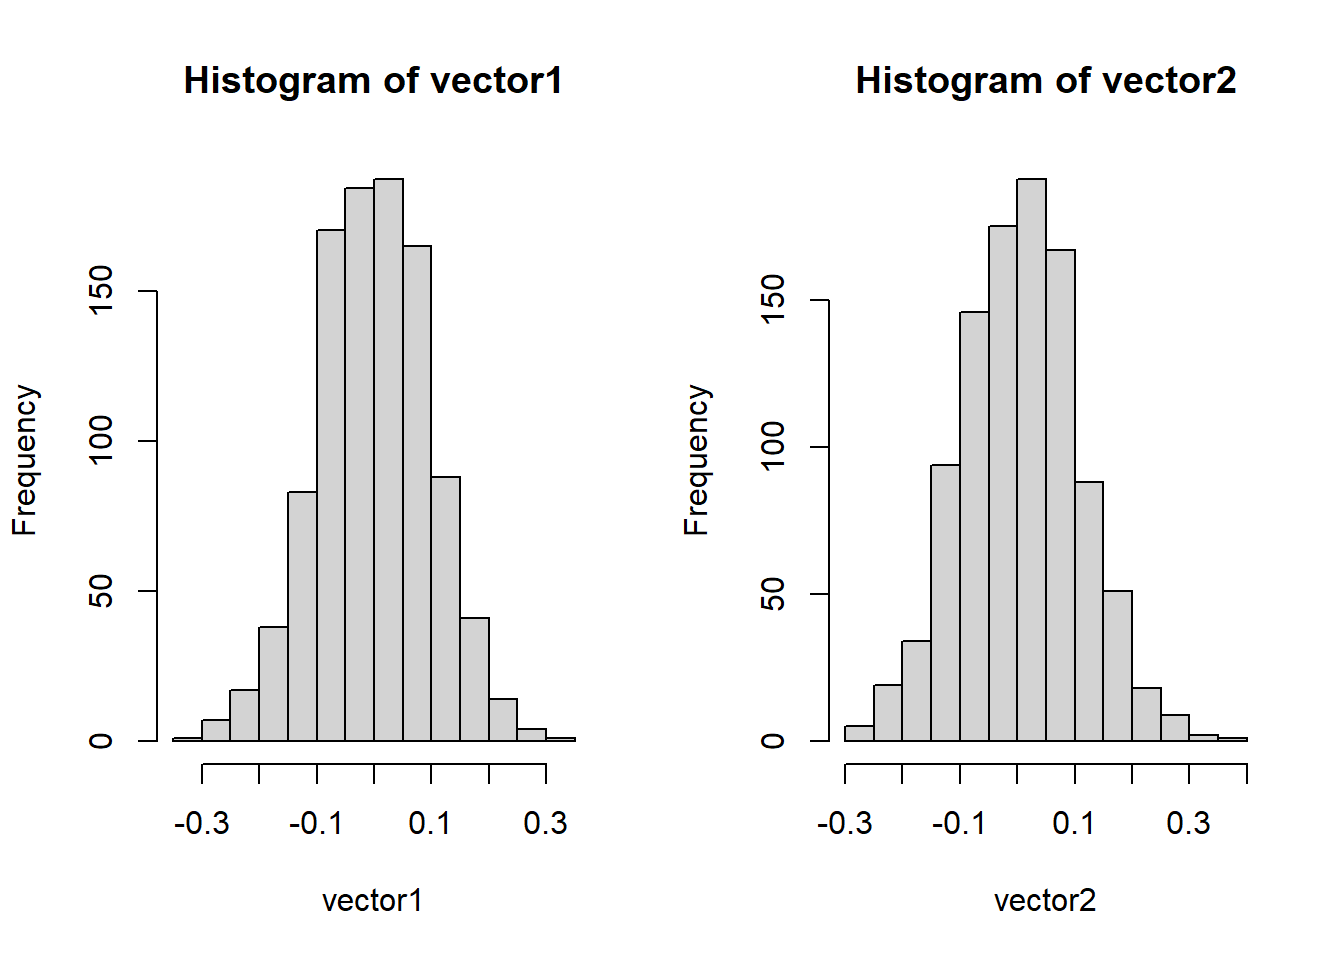 Histogram of vector1
Frequency
0
50
100
150
-0.3
-0.1
0.1
0.3
vector1
Histogram of vector2
Frequency
0
50
100
150
-0.3
-0.1
0.1
0.3
vector2